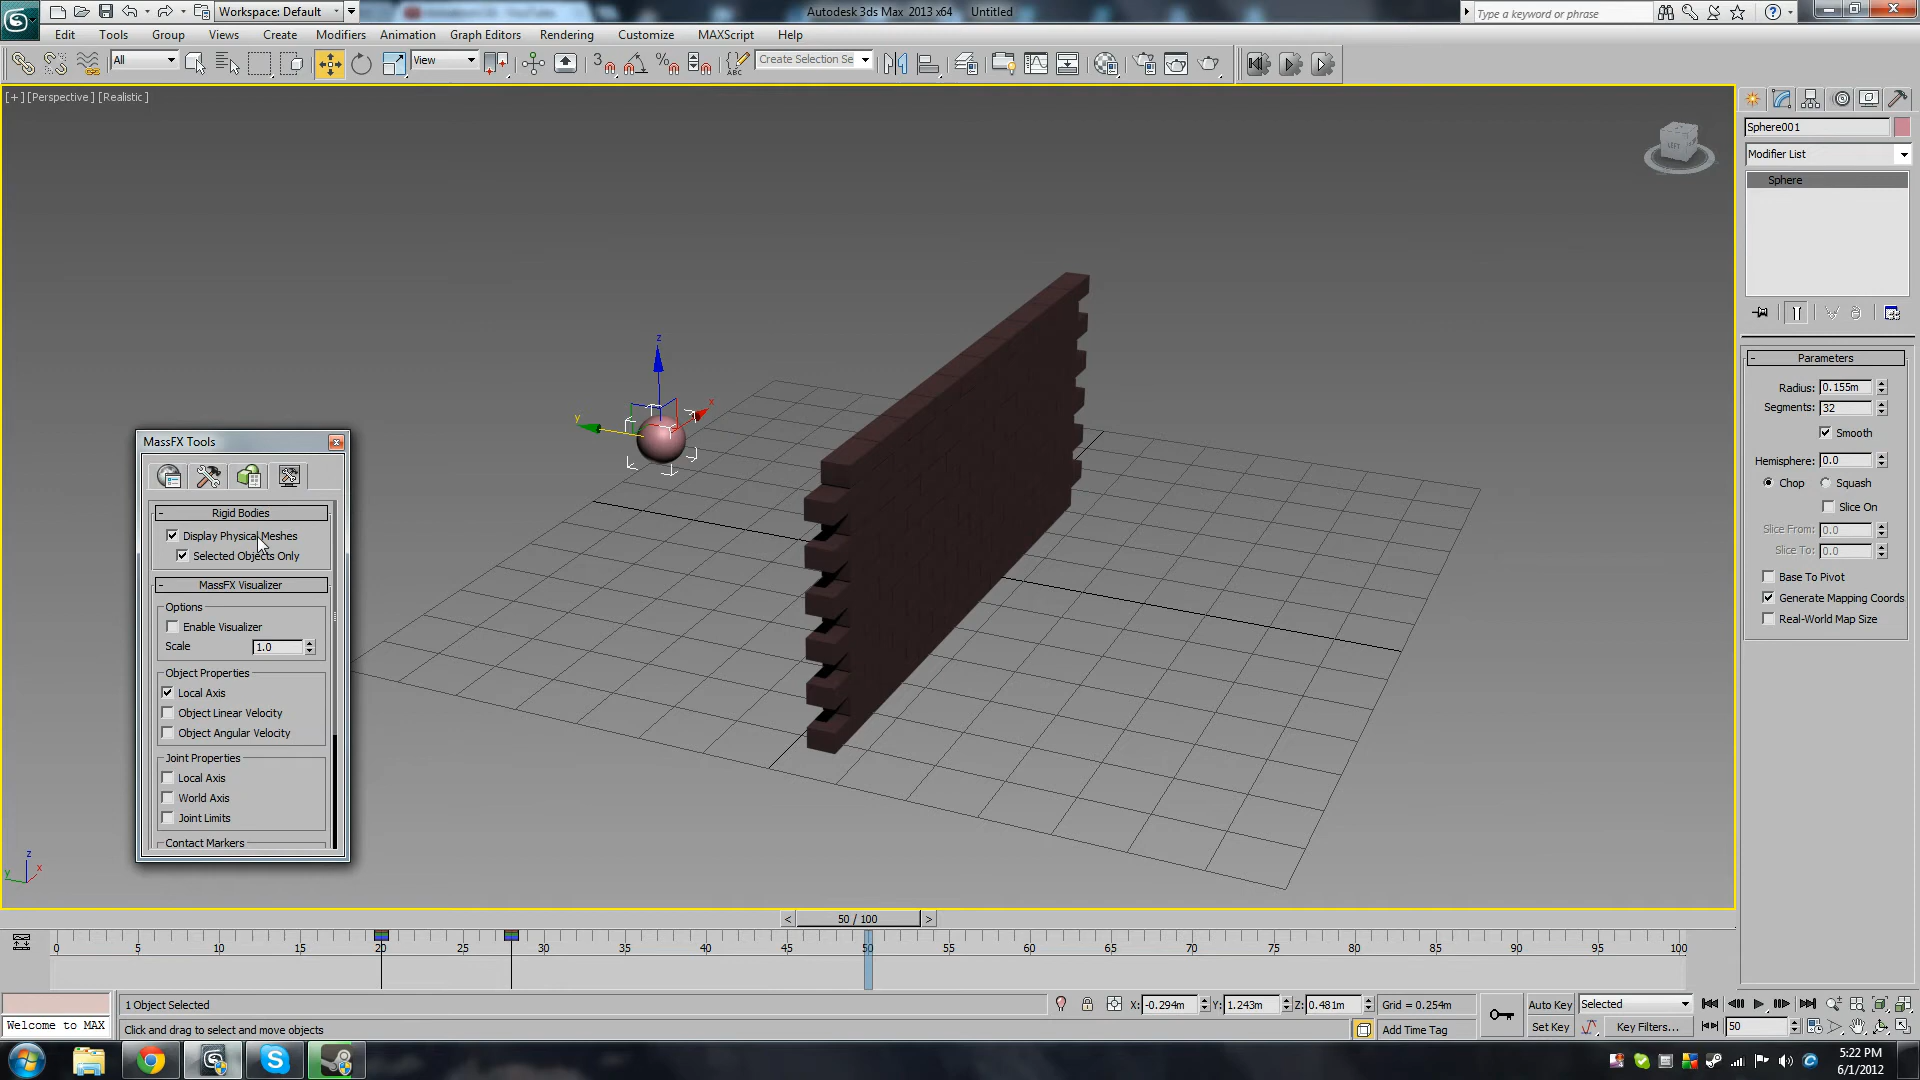 Workspace: Default
Autodesk 3ds Max 2013 x64 Untitled
Type a keyword or phrase
Edit Tools Group Views Create Modifiers Animation Graph Editors Rendering Customize MAXScript Help
All
View
3
ABC
Create Selection Se
[+] [Perspective] [Realistic]
LEFT
Sphere001
Modifier List
Sphere
Parameters
Radius: 0.155m
Segments: 32
Smooth
Hemisphere: 0.0
Chop Squash
Slice On
Slice From: 0.0
Slice To: 0.0
Base To Pivot
Generate Mapping Coords
Real-World Map Size
z
y
x
MassFX Tools
Rigid Bodies
Display Physical Meshes
Selected Objects Only
MassFX Visualizer
Options
Enable Visualizer
Scale 1.0
Object Properties
Local Axis
Object Linear Velocity
Object Angular Velocity
Joint Properties
Local Axis
World Axis
Joint Limits
Contact Markers
z
y
x
< 50 / 100 >
0 5 10 15 20 25 30 35 40 45 50 55 60 65 70 75 80 85 90 95 100
1 Object Selected
X: -0.294m Y: 1.243m Z: 0.481m Grid = 0.254m
Auto Key Selected
Welcome to MAX
Click and drag to select and move objects
Add Time Tag
Set Key Key Filters...
50
5:22 PM
6/1/2012